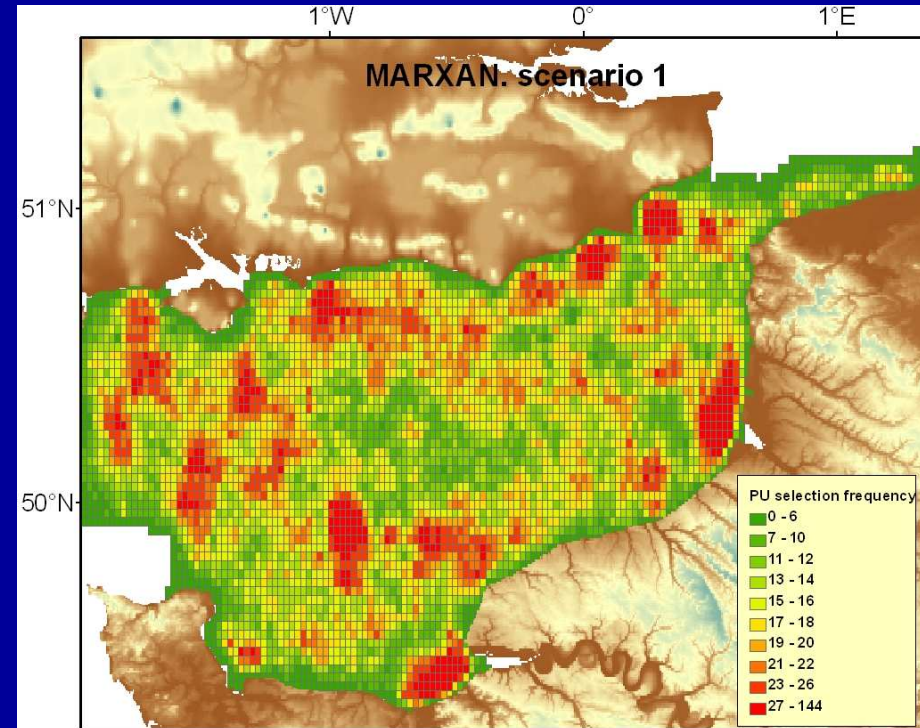 1°W 0° 1°E
MARXAN. scenario 1
51°N
50°N
PU selection frequency
0 - 6
7 - 10
11 - 12
13 - 14
15 - 16
17 - 18
19 - 20
21 - 22
23 - 26
27 - 144